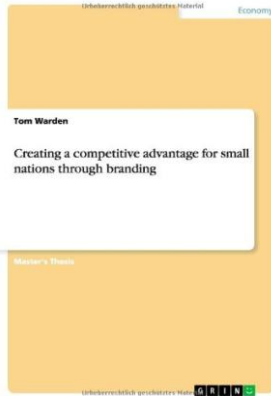 Urheberrechtlich geschütztes Material
Economy
Tom Warden
Creating a competitive advantage for small
nations through branding
Master's Thesis
Urheberrechtlich geschütztes Material
GRIN